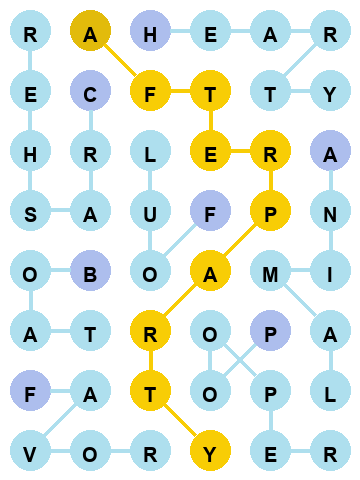 R A H E A R
E C F T T Y
H R L E R A
S A U F P N
O B O A M I
A T R O P A
F A T O P L
V O R Y E R